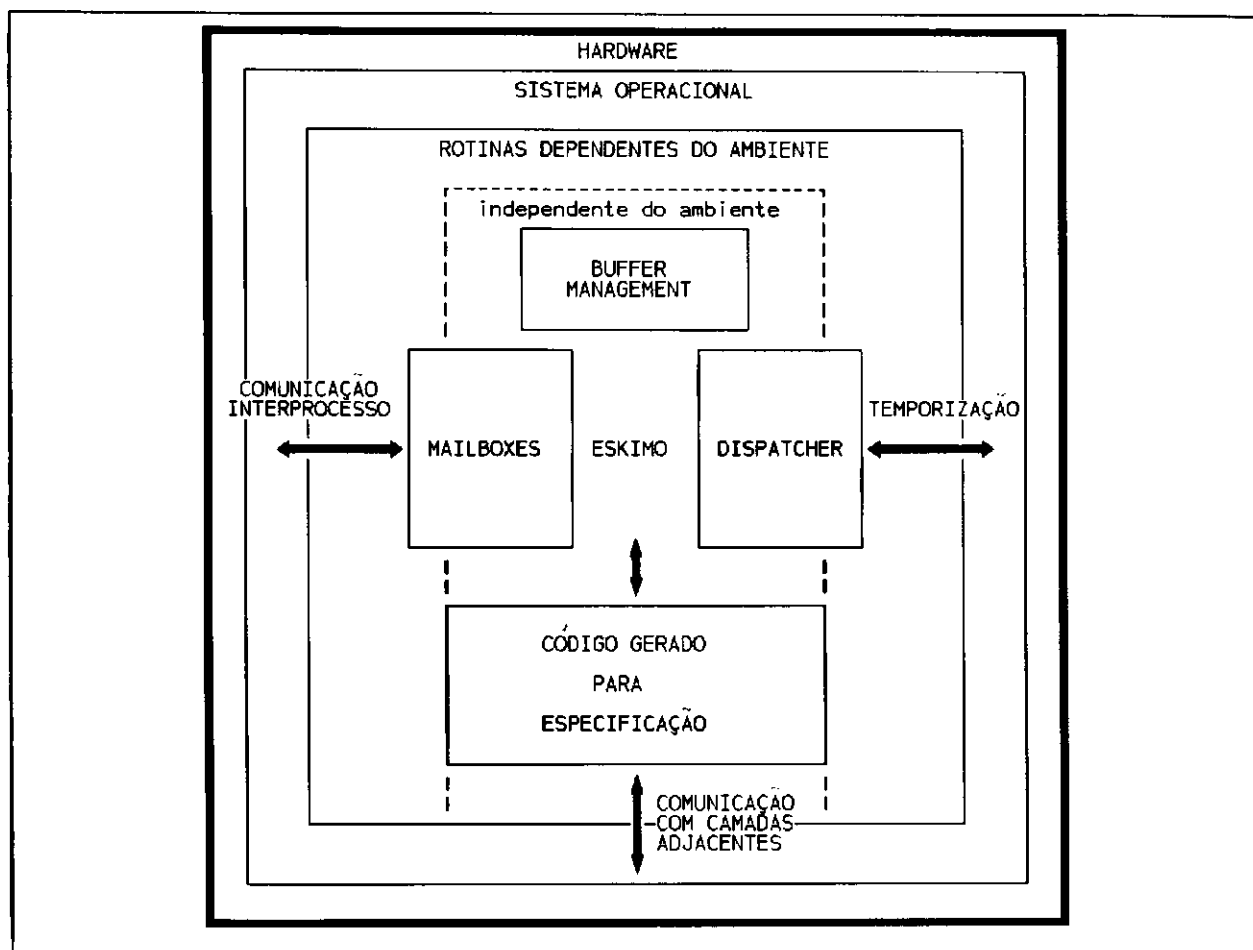 HARDWARE
SISTEMA OPERACIONAL
ROTINAS DEPENDENTES DO AMBIENTE
independente do ambiente
BUFFER
MANAGEMENT
COMUNICAÇÃO
INTERPROCESSO
MAILBOXES
ESKIMO
DISPATCHER
TEMPORIZAÇÃO
CÓDIGO GERADO
PARA
ESPECIFICAÇÃO
COMUNICAÇÃO
COM CAMADAS
ADJACENTES